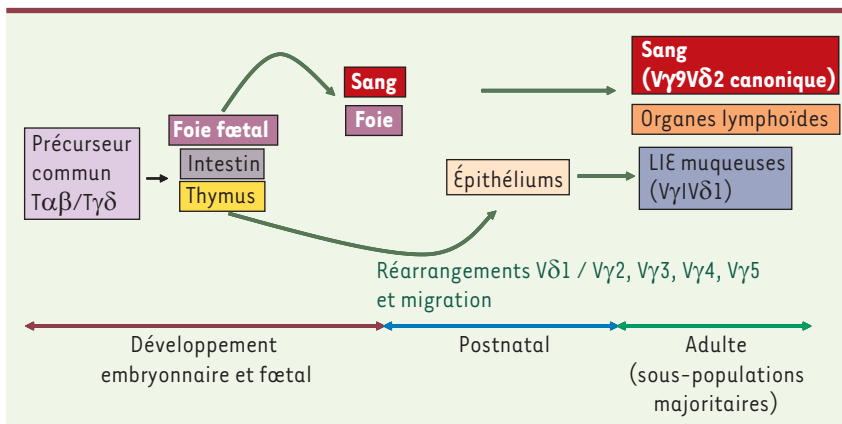 Précurseur
commun
Tαβ/Tγδ
Foie fœtal
Intestin
Thymus
Sang
Foie
Épithéliums
Sang
(Vγ9Vδ2 canonique)
Organes lymphoïdes
LIE muqueuses
(VγIVδ1)
Réarrangements Vδ1 / Vγ2, Vγ3, Vγ4, Vγ5
et migration
Développement
embryonnaire et fœtal
Postnatal
Adulte
(sous-populations
majoritaires)